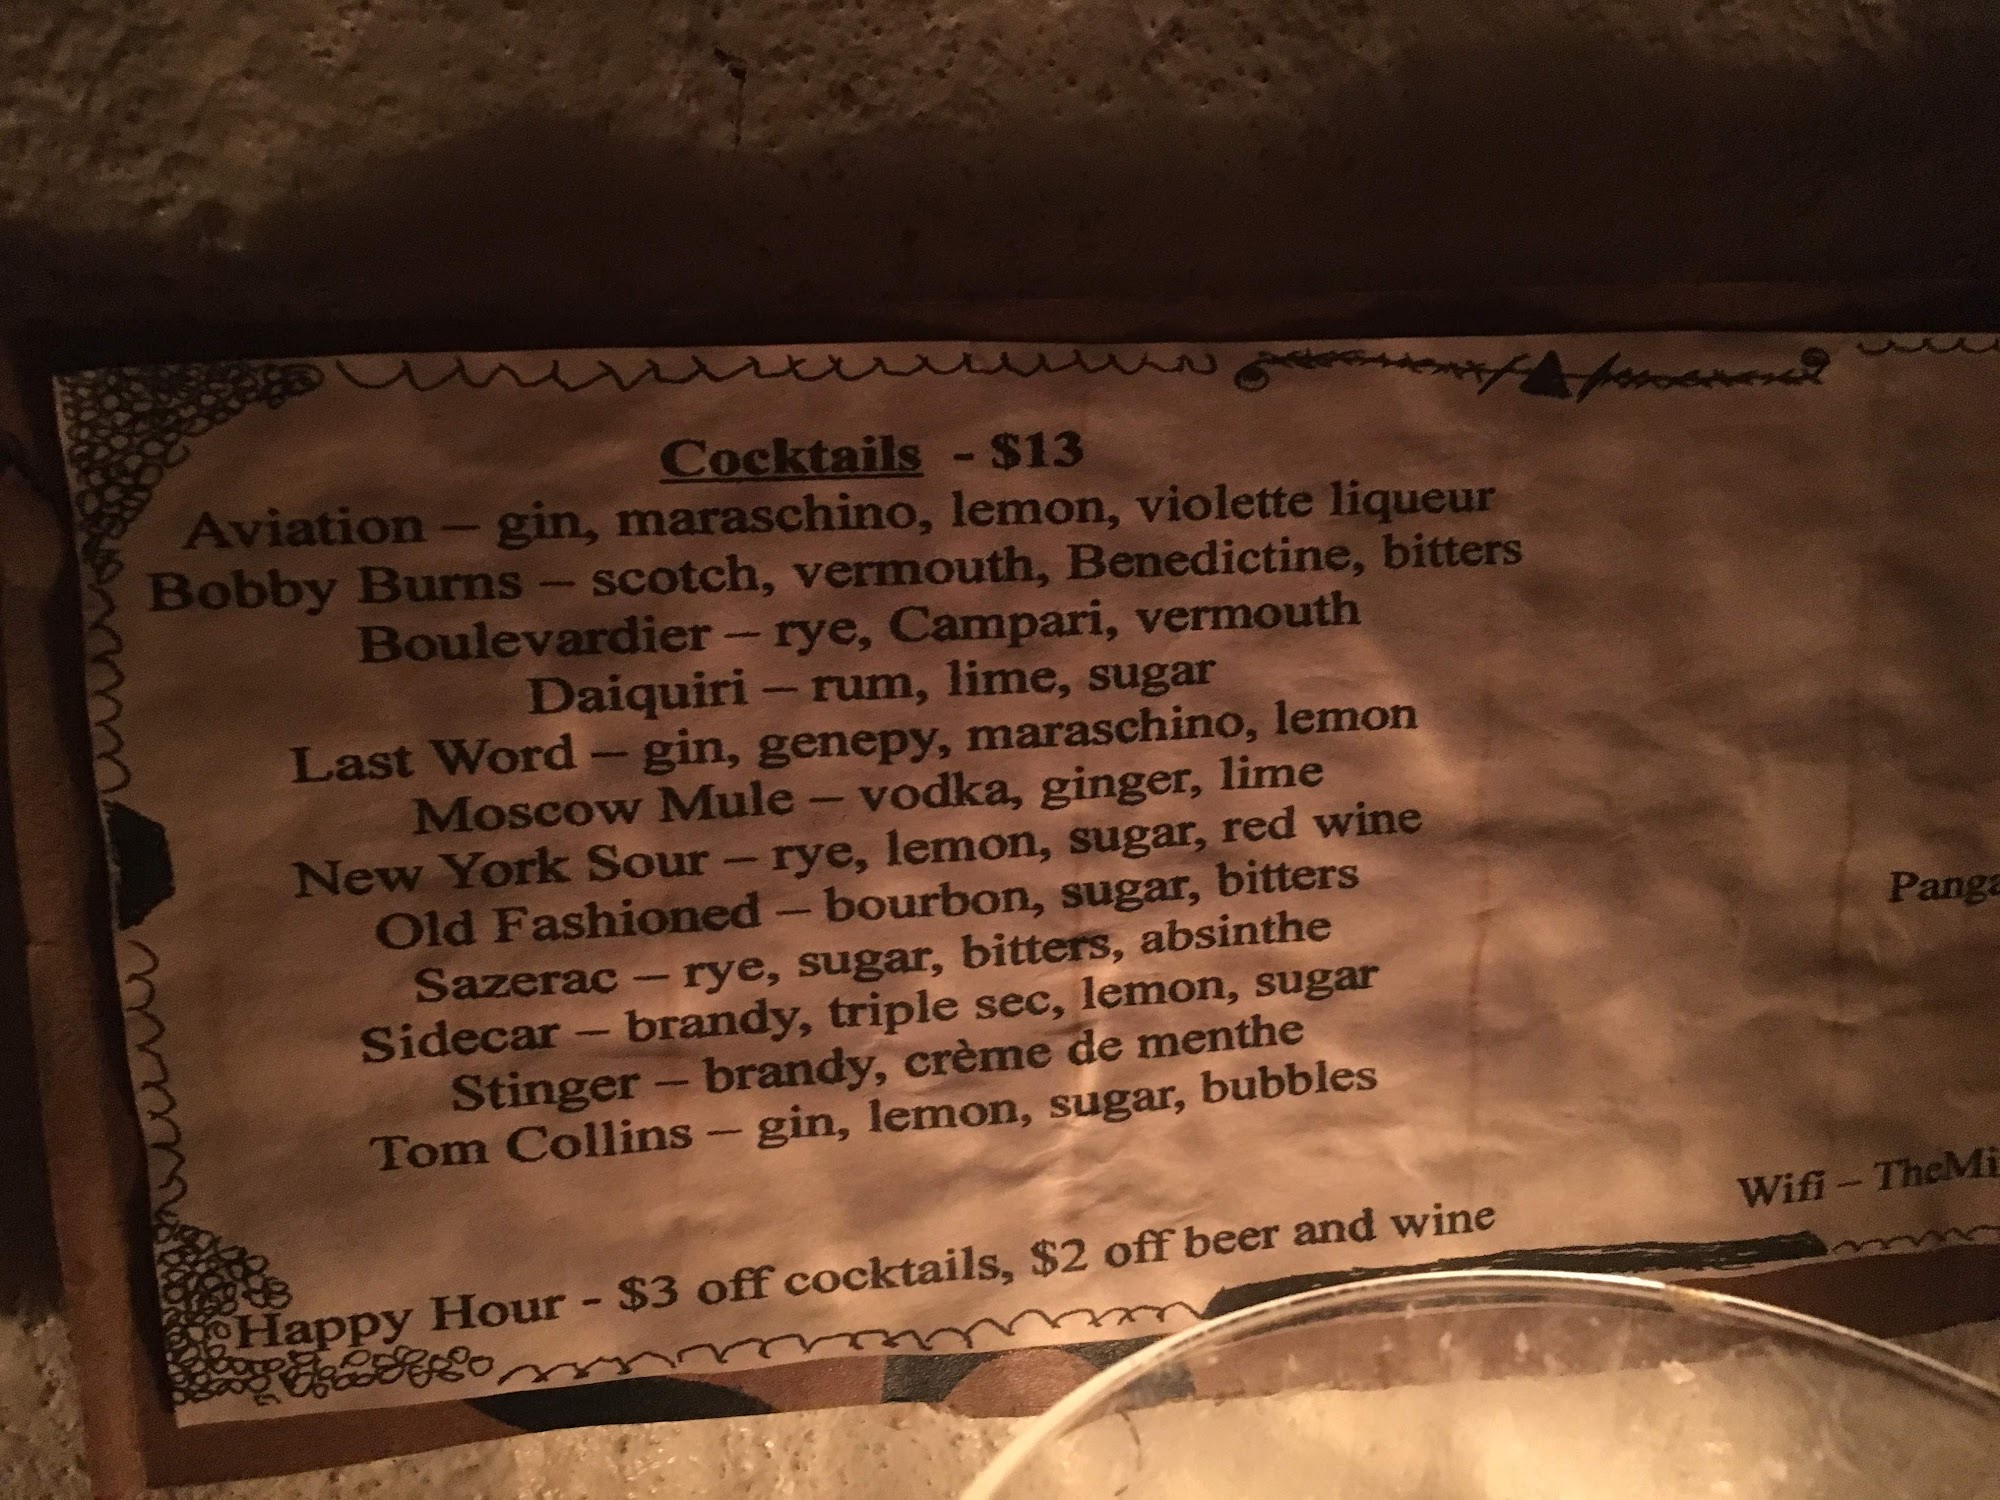 Cocktails - $13
Aviation – gin, maraschino, lemon, violette liqueur
Bobby Burns – scotch, vermouth, Benedictine, bitters
Boulevardier – rye, Campari, vermouth
Daiquiri – rum, lime, sugar
Last Word – gin, genepy, maraschino, lemon
Moscow Mule – vodka, ginger, lime
New York Sour – rye, lemon, sugar, red wine
Old Fashioned – bourbon, sugar, bitters
Sazerac – rye, sugar, bitters, absinthe
Sidecar – brandy, triple sec, lemon, sugar
Stinger – brandy, crème de menthe
Tom Collins – gin, lemon, sugar, bubbles
Happy Hour - $3 off cocktails, $2 off beer and wine
Panga
Wifi – TheMi